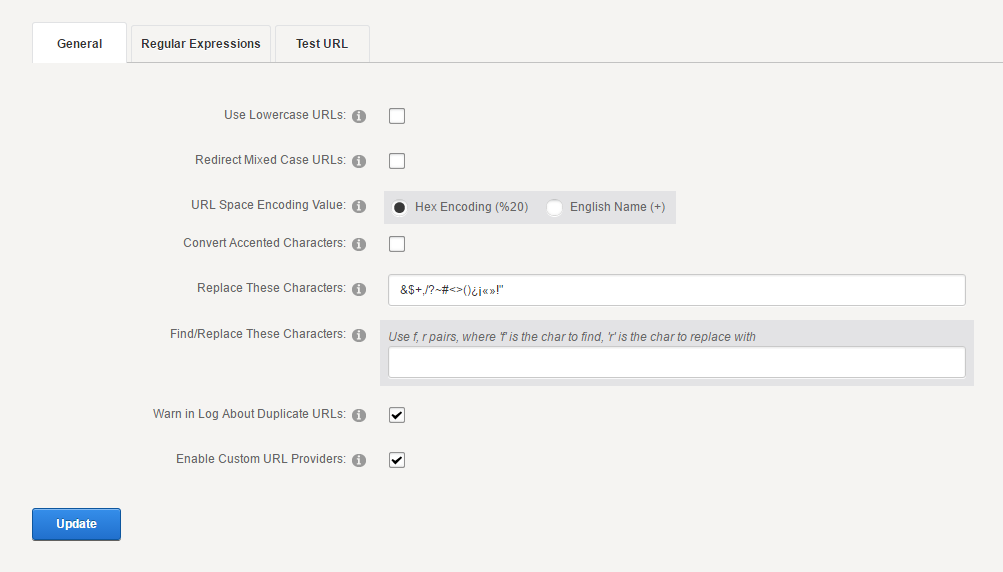 General Regular Expressions Test URL
Use Lowercase URLs:
Redirect Mixed Case URLs:
URL Space Encoding Value: Hex Encoding (%20) English Name (+)
Convert Accented Characters:
Replace These Characters: &$+,/?~#<>()¿¡«»!"
Find/Replace These Characters: Use f, r pairs, where 'f' is the char to find, 'r' is the char to replace with
Warn in Log About Duplicate URLs:
Enable Custom URL Providers:
Update